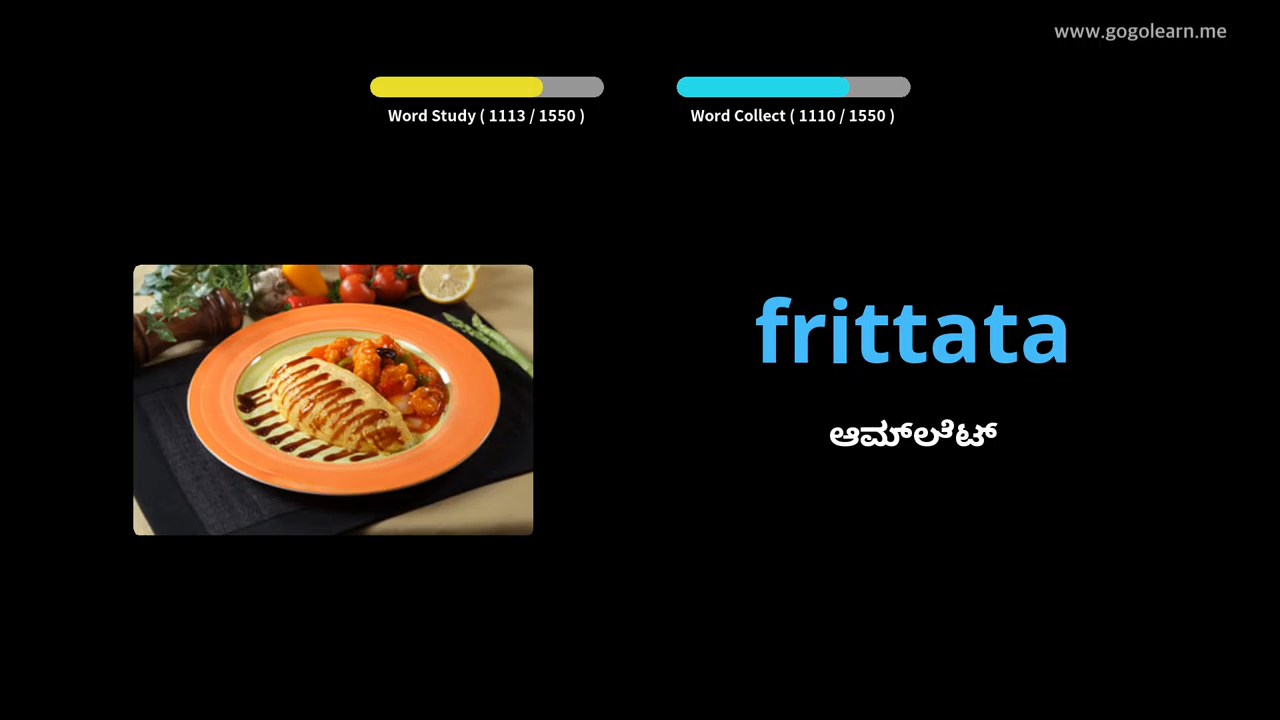 www.gogolearn.me
Word Study ( 1113 / 1550 )
Word Collect ( 1110 / 1550 )
frittata
ಆಮ್ಲೆಟ್